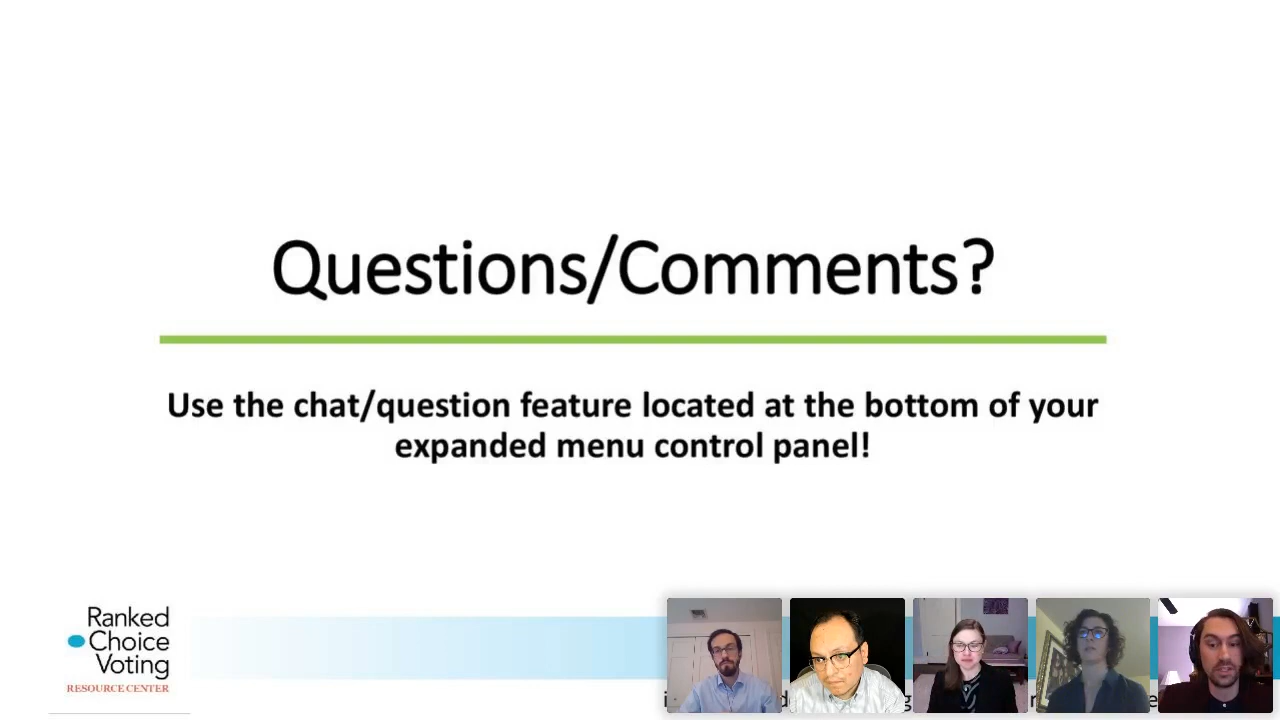 Questions/Comments?
Use the chat/question feature located at the bottom of your
expanded menu control panel!
Ranked
Choice
Voting
RESOURCE CENTER